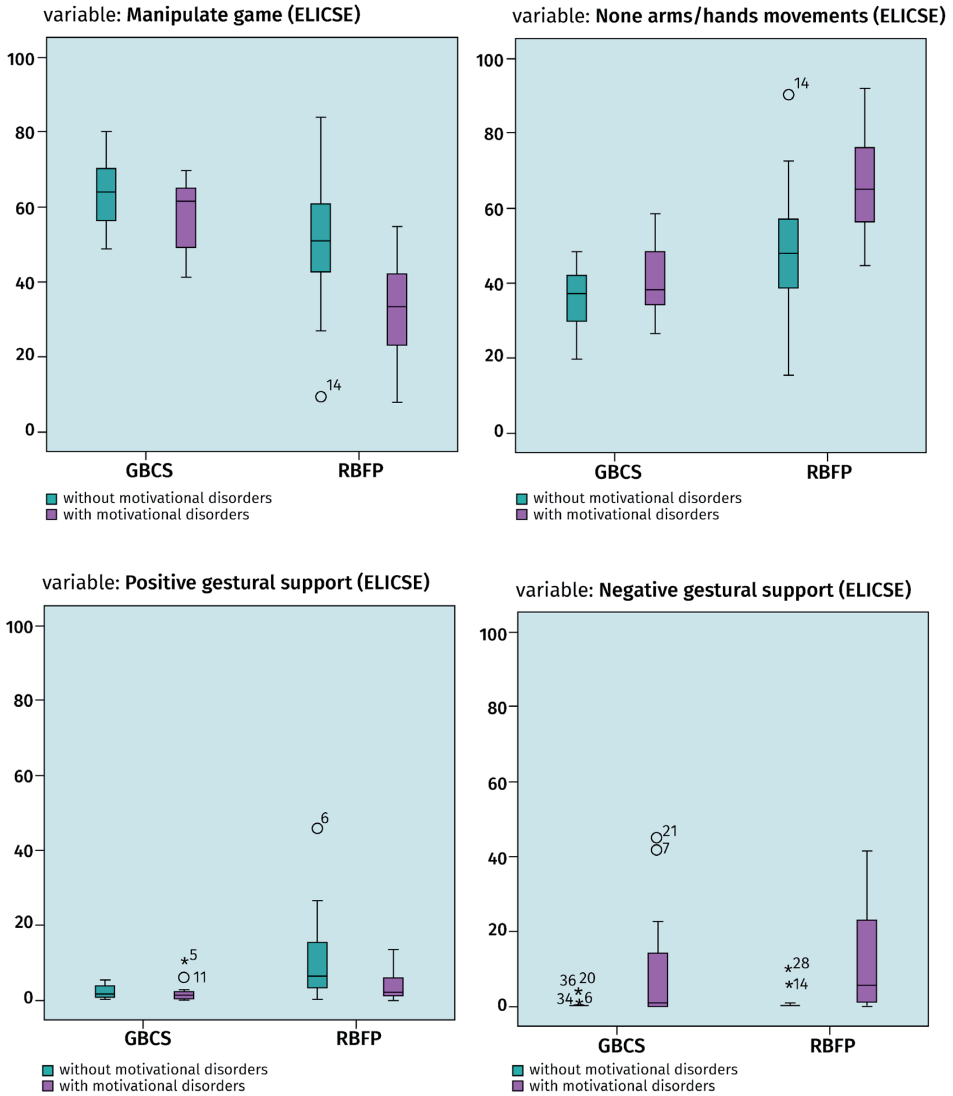 variable: Manipulate game (ELICSE)
100
80
60
40
20
0
14
GBCS
RBFP
without motivational disorders
with motivational disorders
variable: None arms/hands movements (ELICSE)
100
80
60
40
20
0
14
GBCS
RBFP
without motivational disorders
with motivational disorders
variable: Positive gestural support (ELICSE)
100
80
60
40
20
0
*5
11
6
GBCS
RBFP
without motivational disorders
with motivational disorders
variable: Negative gestural support (ELICSE)
100
80
60
40
20
0
36 20
*
34 *6
21
7
*28
*14
GBCS
RBFP
without motivational disorders
with motivational disorders